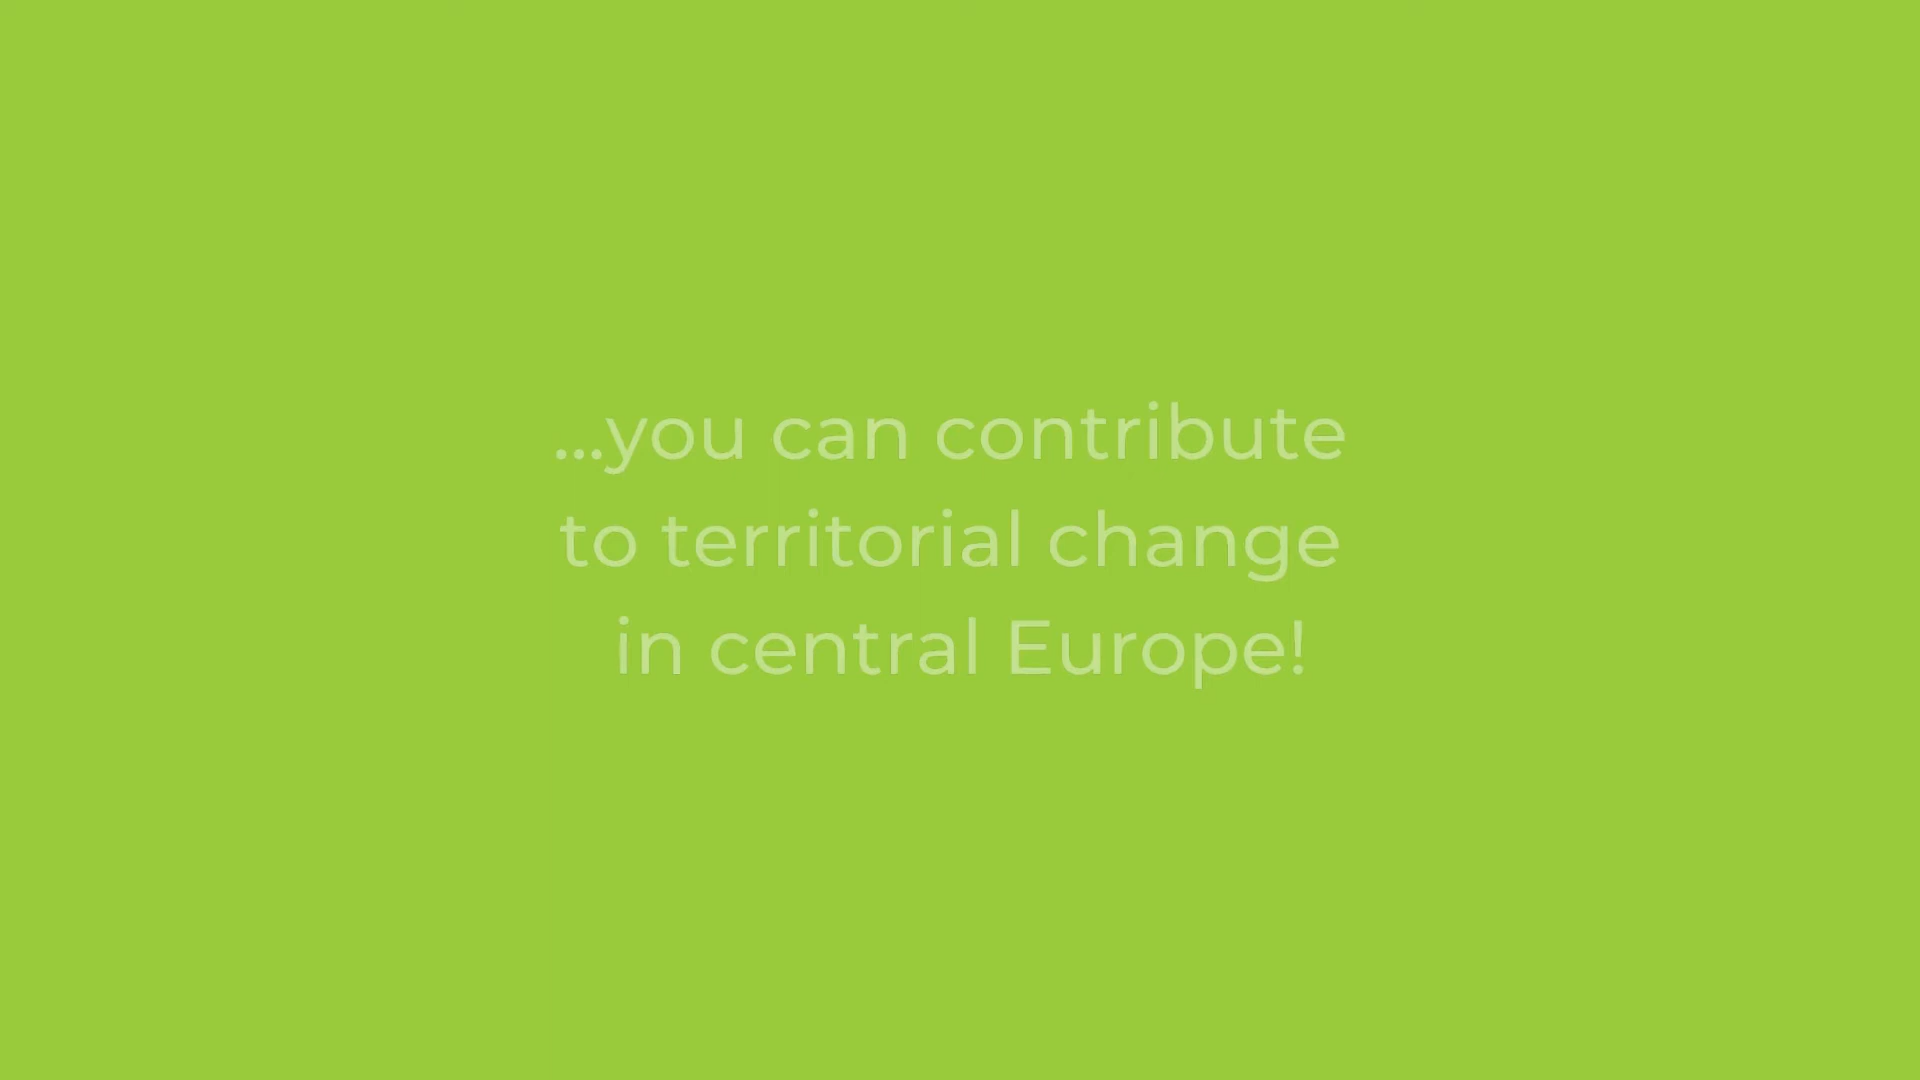 ...you can contribute
to territorial change
in central Europe!